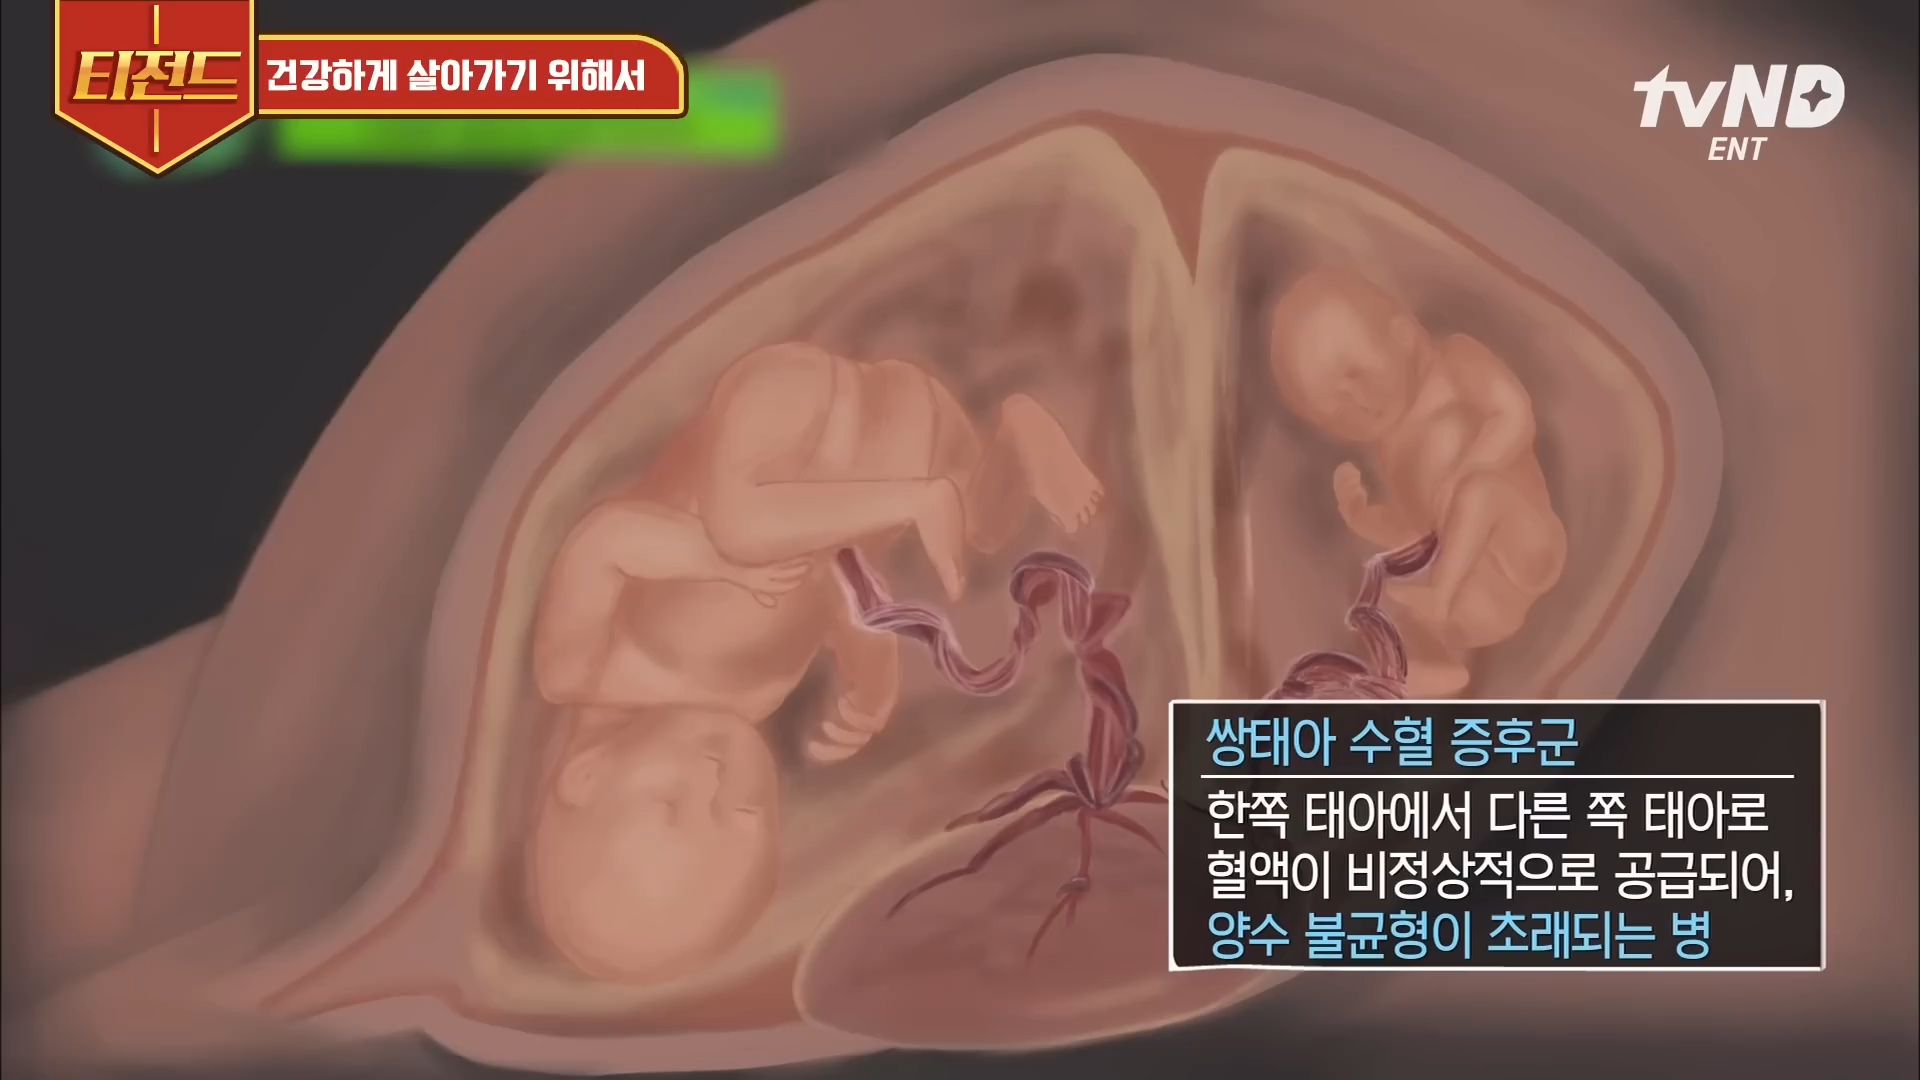 티전드
건강하게 살아가기 위해서
tvND
ENT
쌍태아 수혈 증후군
한쪽 태아에서 다른 쪽 태아로
혈액이 비정상적으로 공급되어,
양수 불균형이 초래되는 병